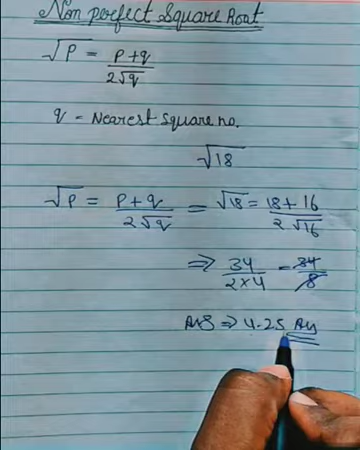 Non perfect Square Root
√P = P+q / 2√q
q = Nearest Square no.
√18
√P = P+q / 2√q = √18 = 18+16 / 2√16
⇒ 34 / 2×4 = 34 / 8
Ans ⇒ 4.25 Ans